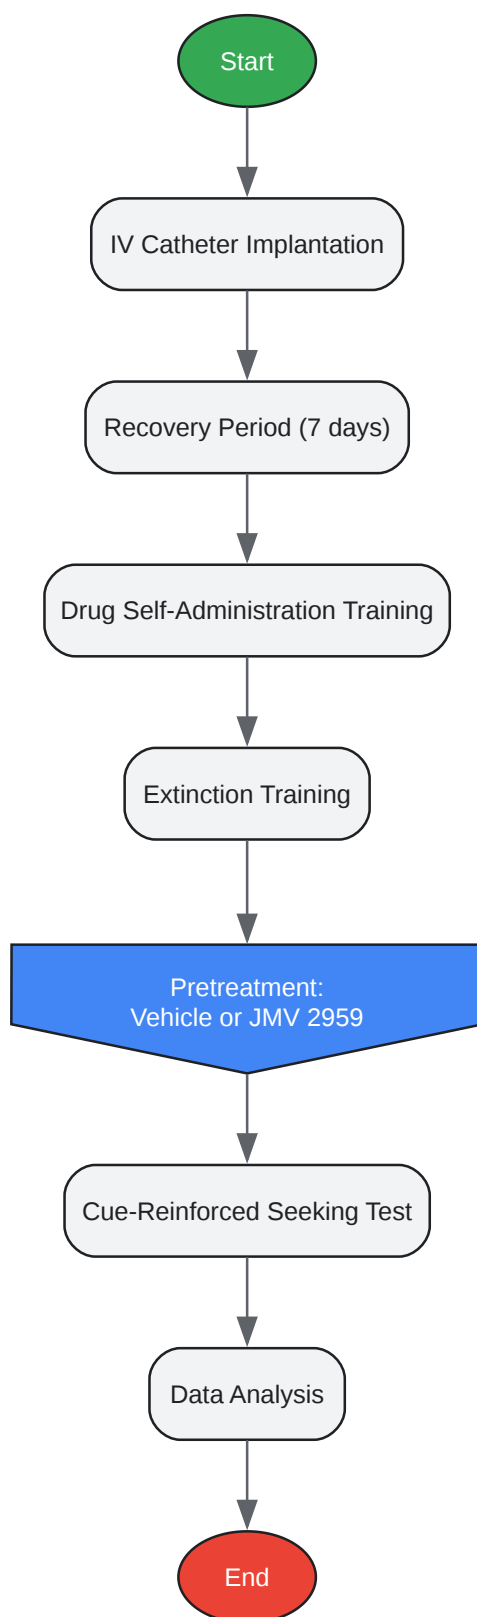 Start
IV Catheter Implantation
Recovery Period (7 days)
Drug Self-Administration Training
Extinction Training
Pretreatment:
Vehicle or JMV 2959
Cue-Reinforced Seeking Test
Data Analysis
End